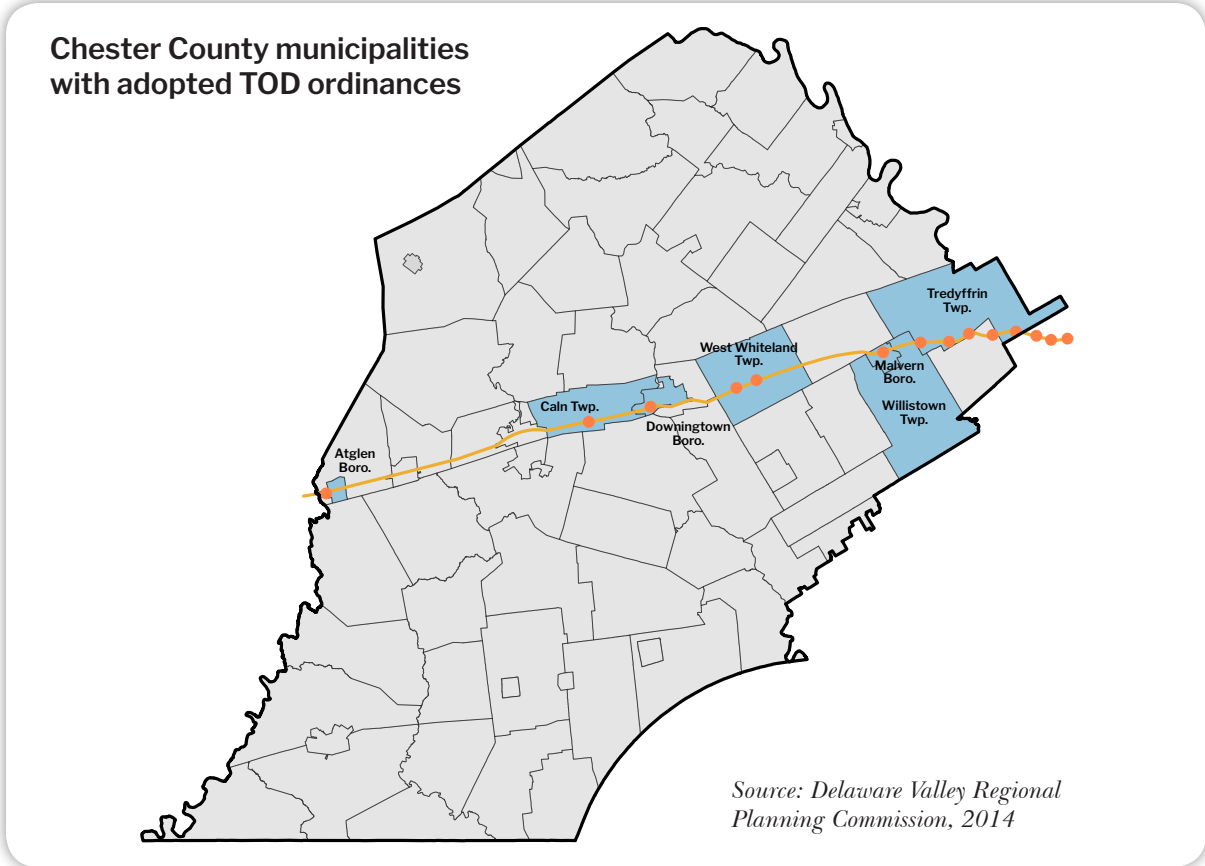 Chester County municipalities
with adopted TOD ordinances
Tredyffrin
Twp.
West Whiteland
Twp.
Malvern
Boro.
Caln Twp.
Willistown
Twp.
Downingtown
Boro.
Atglen
Boro.
Source: Delaware Valley Regional
Planning Commission, 2014